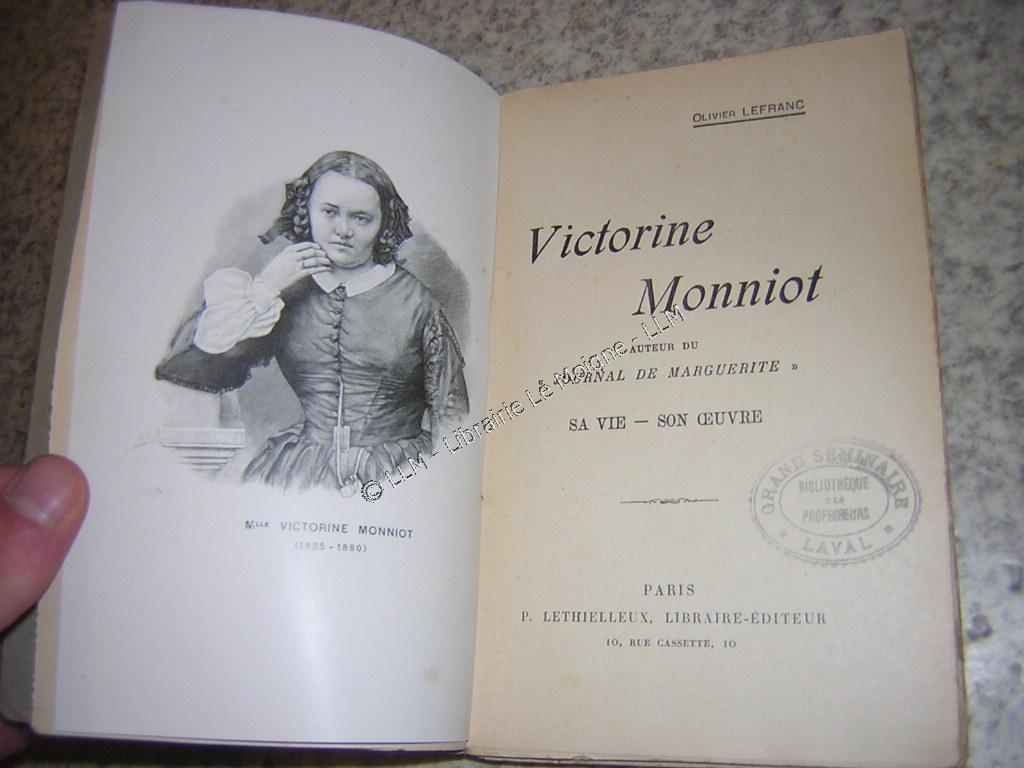 Mlle VICTORINE MONNIOT
(1825-1880)
OLIVIER LEFRANC
Victorine
Monniot
AUTEUR DU
« JOURNAL DE MARGUERITE »
SA VIE — SON ŒUVRE
GRAND SEMINAIRE
BIBLIOTHÈQUE
DES
PROFESSEURS
LAVAL
PARIS
P. LETHIELLEUX, LIBRAIRE-ÉDITEUR
10, RUE CASSETTE, 10
© LLM - Librairie Le Moigne - LLM